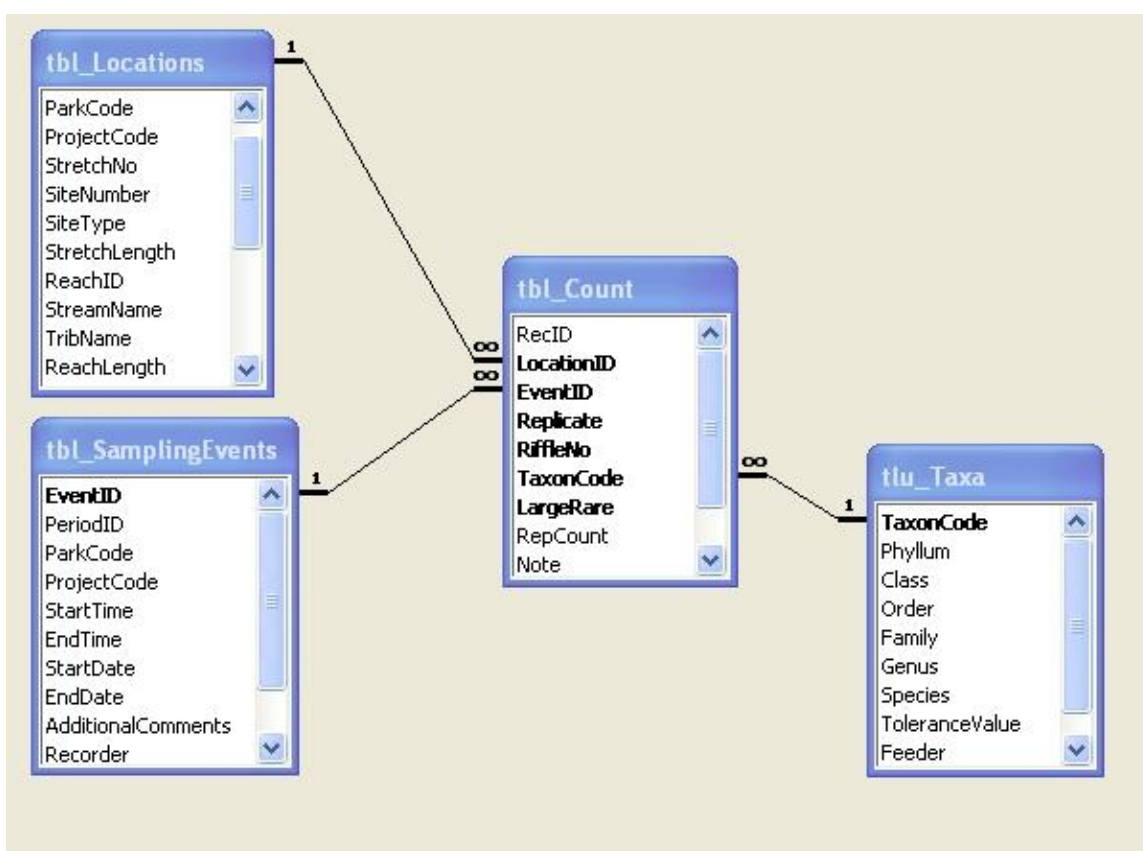 tbl_Locations
1
ParkCode
ProjectCode
StretchNo
SiteNumber
SiteType
StretchLength
ReachID
StreamName
TribName
ReachLength
tbl_SamplingEvents
1
EventID
PeriodID
ParkCode
ProjectCode
StartTime
EndTime
StartDate
EndDate
AdditionalComments
Recorder
tbl_Count
∞
∞
RecID
LocationID
EventID
Replicate
RiffleNo
TaxonCode
LargeRare
RepCount
Note
∞
1
tlu_Taxa
TaxonCode
Phyllum
Class
Order
Family
Genus
Species
ToleranceValue
Feeder